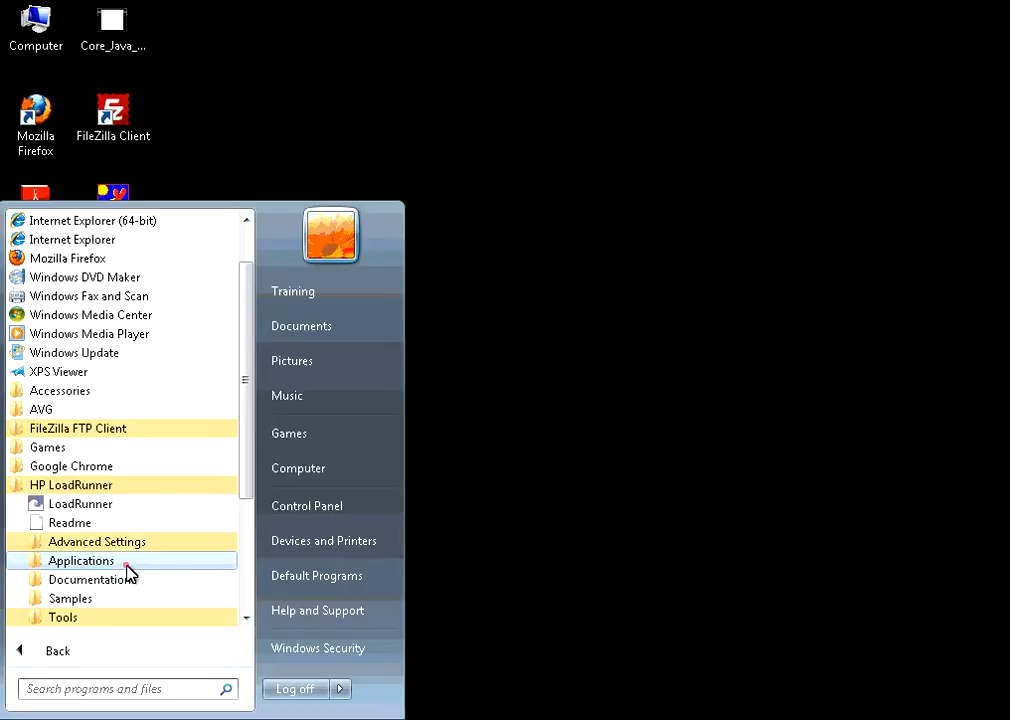 Computer
Core_Java_...
Mozilla
Firefox
FileZilla Client
Internet Explorer (64-bit)
Internet Explorer
Mozilla Firefox
Windows DVD Maker
Windows Fax and Scan
Windows Media Center
Windows Media Player
Windows Update
XPS Viewer
Accessories
AVG
FileZilla FTP Client
Games
Google Chrome
HP LoadRunner
LoadRunner
Readme
Advanced Settings
Applications
Documentation
Samples
Tools
Back
Search programs and files
Training
Documents
Pictures
Music
Games
Computer
Control Panel
Devices and Printers
Default Programs
Help and Support
Windows Security
Log off